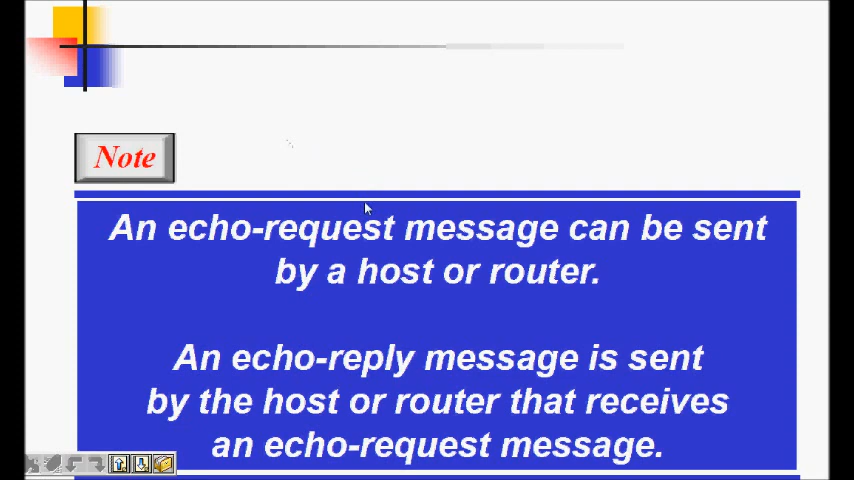 Note
An echo-request message can be sent
by a host or router.
An echo-reply message is sent
by the host or router that receives
an echo-request message.